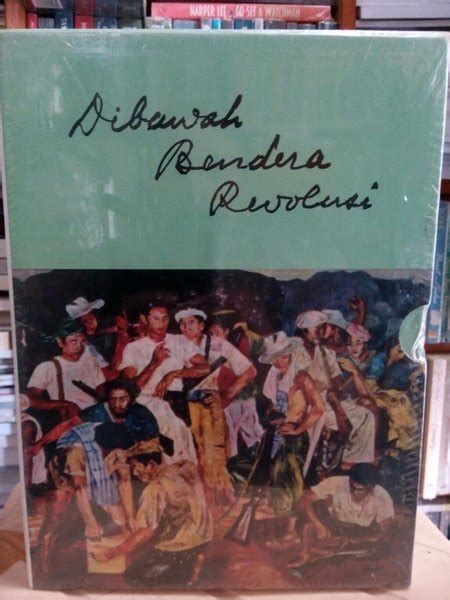 HARPER LEE GO SET A WATCHMAN
Dibawah
Bendera
Revolusi